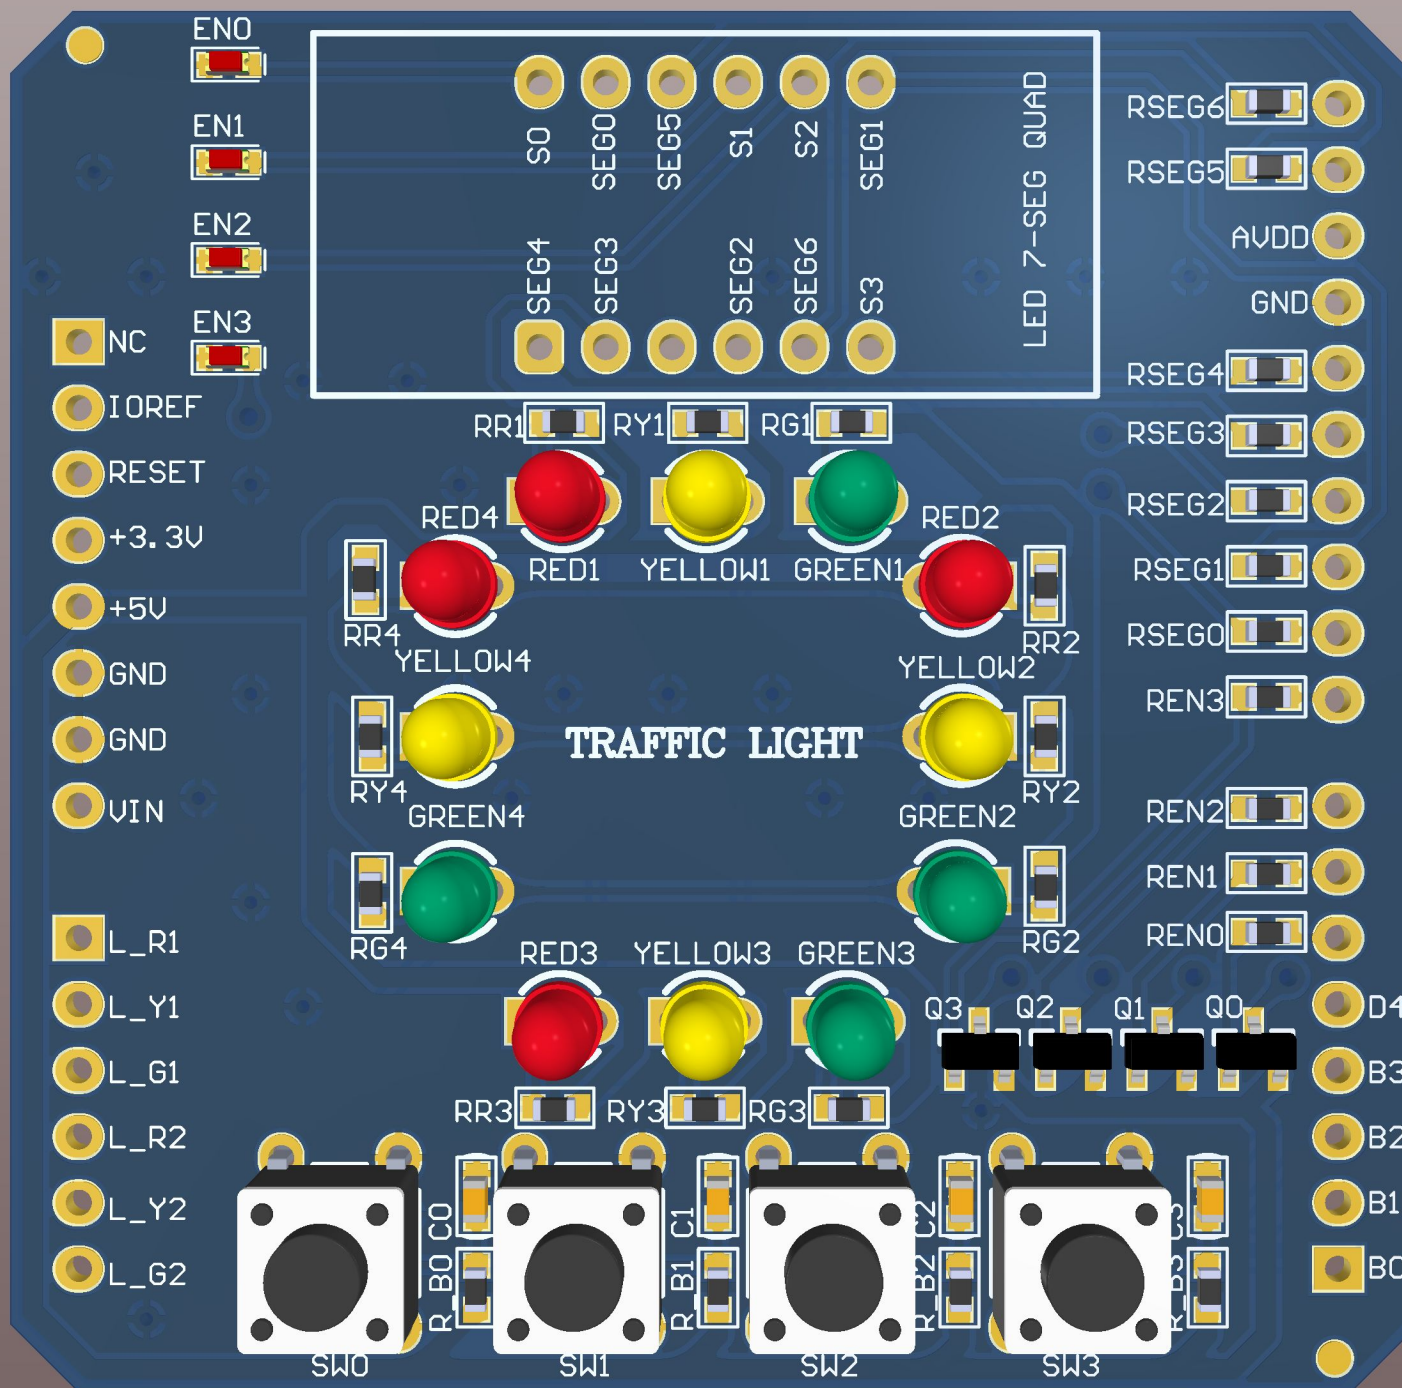 EN0
EN1
EN2
EN3
S0
SEG0
SEG5
S1
S2
SEG1
SEG4
SEG3
SEG2
SEG6
S3
LED 7-SEG QUAD
RSEG6
RSEG5
AVDD
GND
RSEG4
RSEG3
RSEG2
RSEG1
RSEG0
REN3
REN2
REN1
REN0
NC
IOREF
RESET
+3.3V
+5V
GND
GND
VIN
L_R1
L_Y1
L_G1
L_R2
L_Y2
L_G2
RR1
RY1
RG1
RED4
RED2
RED1
YELLOW1
GREEN1
RR4
RR2
YELLOW4
YELLOW2
TRAFFIC LIGHT
RY4
RY2
GREEN4
GREEN2
RG4
RG2
RED3
YELLOW3
GREEN3
Q3
Q2
Q1
Q0
D4
B3
B2
B1
B0
RR3
RY3
RG3
C0
C1
C2
C3
R_B0
R_B1
R_B2
R_B3
SW0
SW1
SW2
SW3